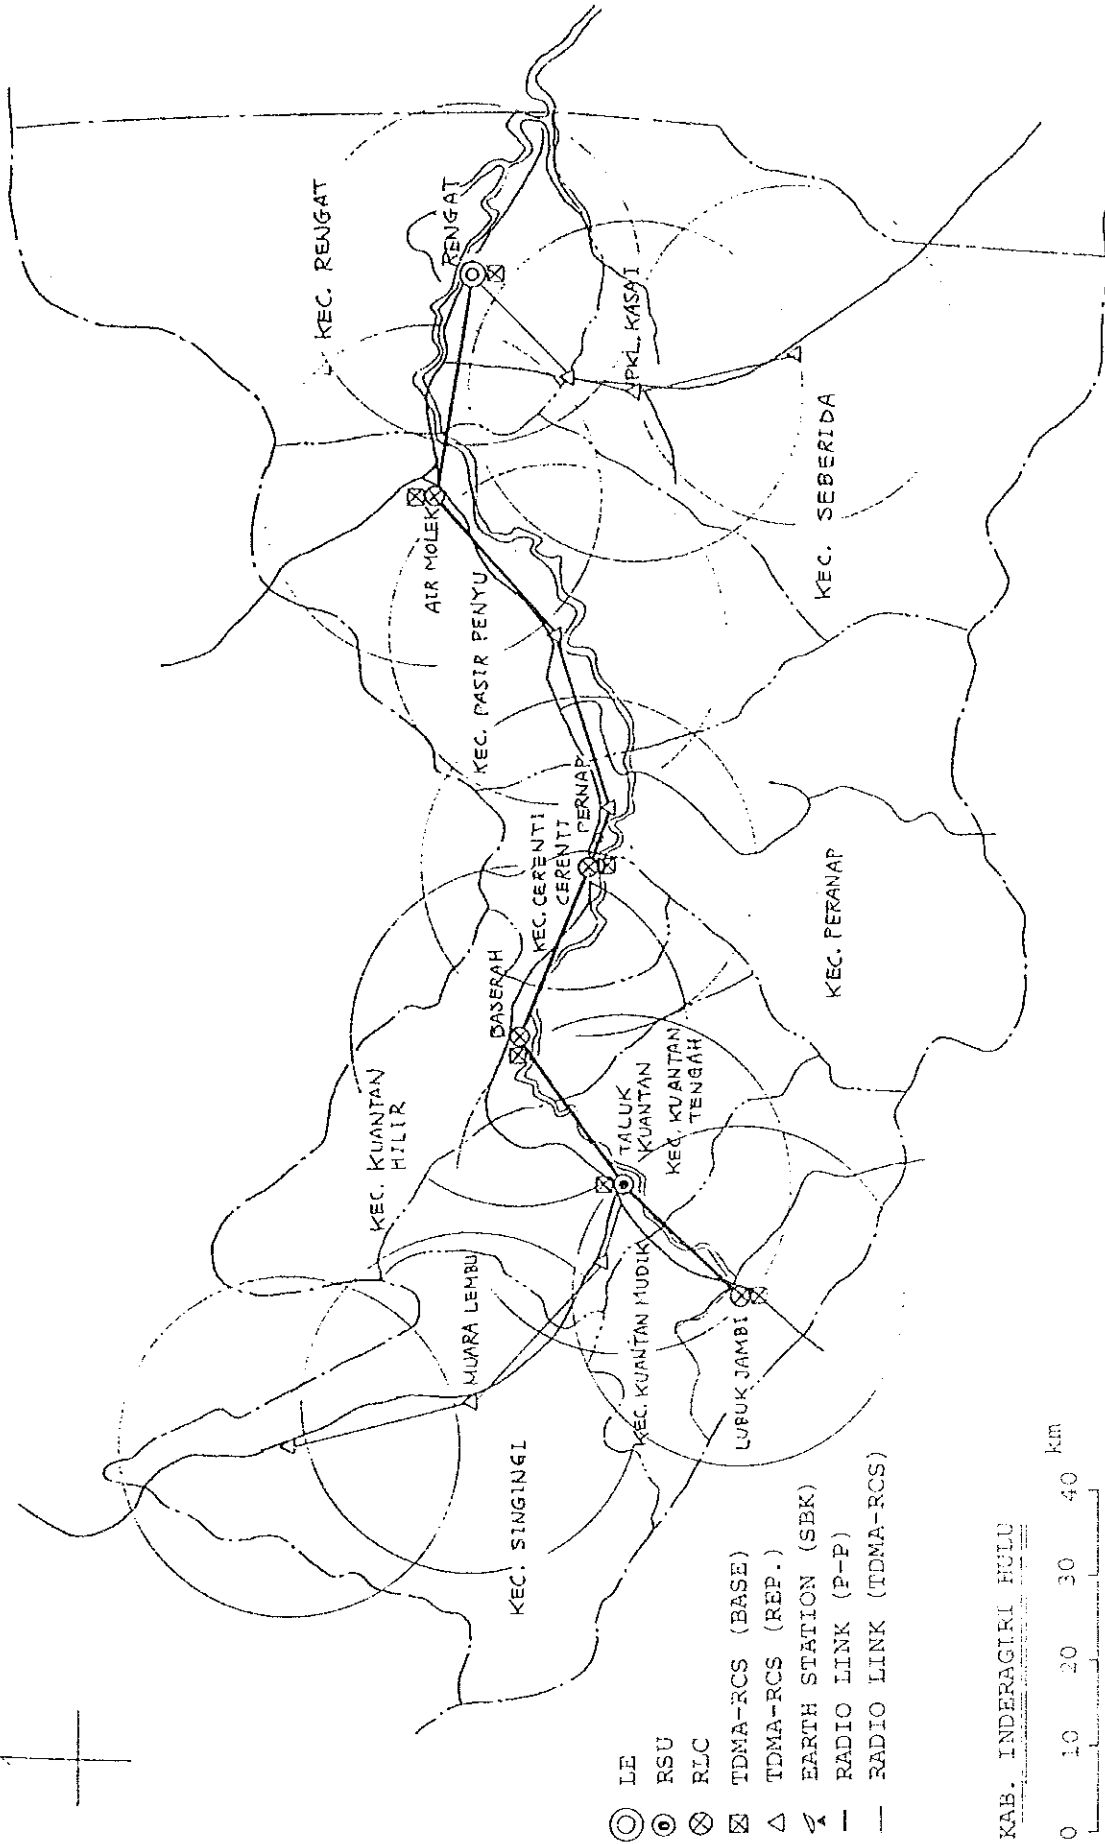 KEC. RENGAT
RENGAT
PKL. KASAI
KEC. SEBERIDA
AIR MOLEK
KEC. PASIR PENYU
PERNAP
KEC. CERENTI
CERENTI
KEC. PERANAP
BASERAH
KEC. KUANTAN
HILIR
TALUK
KUANTAN
KEC. KUANTAN
TENGAH
MUARA LEMBU
KEC. KUANTAN MUDIK
LUBUK JAMBI
KEC. SINGINGI
LE
RSU
RLC
TDMA-RCS (BASE)
TDMA-RCS (REP.)
EARTH STATION (SBK)
RADIO LINK (P-P)
RADIO LINK (TDMA-RCS)
KAB. INDERAGIRI HULU
0 10 20 30 40 km